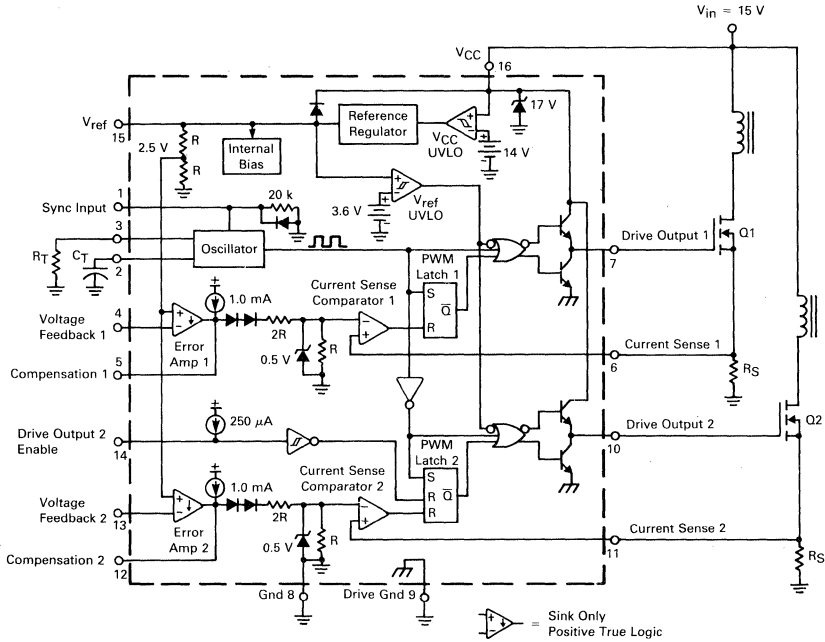 Vin = 15 V
VCC
16
17 V
Vref
15
2.5 V
R
R
Internal
Bias
Reference
Regulator
VCC
UVLO
14 V
+
−
3.6 V
Vref
UVLO
1
Sync Input
20 k
3
RT
CT
2
Oscillator
PWM
Latch 1
S
Q̅
R
Drive Output 1
7
Q1
4
Voltage
Feedback 1
1.0 mA
Error
Amp 1
2R
0.5 V
R
Current Sense
Comparator 1
5
Compensation 1
Current Sense 1
6
RS
Drive Output 2
Enable
14
250 µA
PWM
Latch 2
S
R
Q̅
R
Drive Output 2
10
Q2
Voltage
Feedback 2
13
1.0 mA
Error
Amp 2
2R
0.5 V
R
Current Sense
Comparator 2
Compensation 2
12
Current Sense 2
11
RS
Gnd 8
Drive Gnd 9
= Sink Only
Positive True Logic